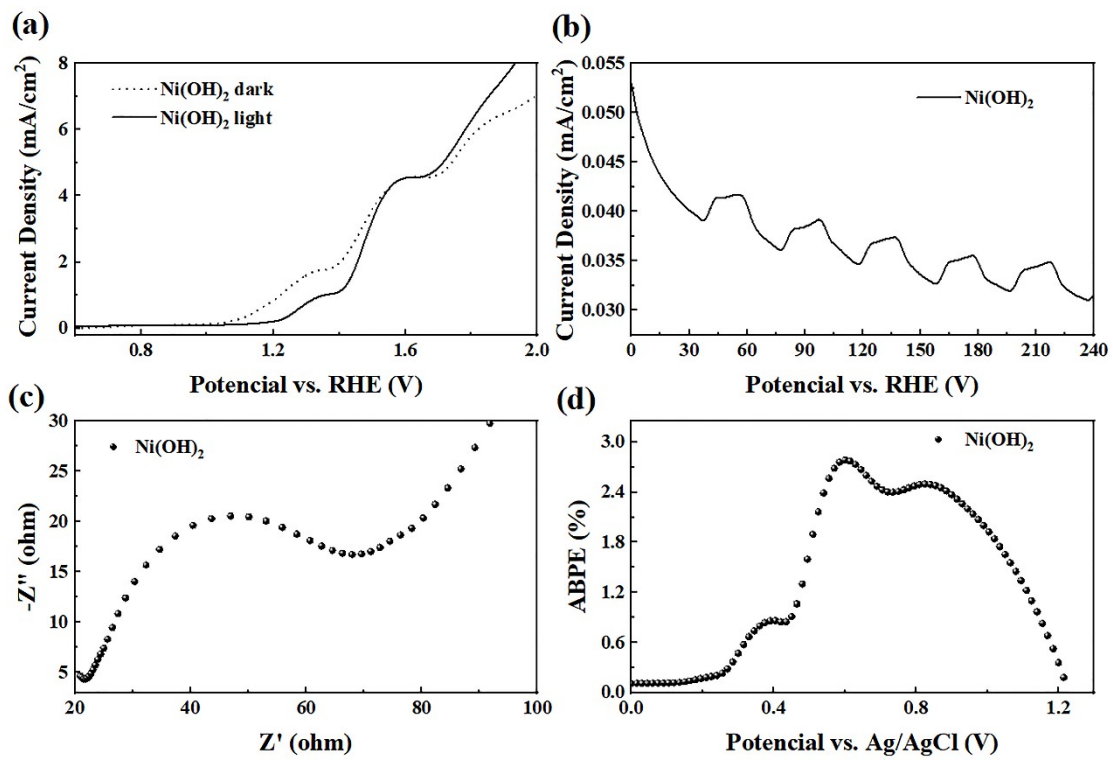 (a)
Ni(OH)2 dark
Ni(OH)2 light
Current Density (mA/cm2)
8
6
4
2
0
0.8
1.2
1.6
2.0
Potencial vs. RHE (V)
(b)
Ni(OH)2
Current Density (mA/cm2)
0.055
0.050
0.045
0.040
0.035
0.030
0
30
60
90
120
150
180
210
240
Potencial vs. RHE (V)
(c)
Ni(OH)2
-Z" (ohm)
30
25
20
15
10
5
20
40
60
80
100
Z' (ohm)
(d)
Ni(OH)2
ABPE (%)
3.0
2.4
1.8
1.2
0.6
0.0
0.0
0.4
0.8
1.2
Potencial vs. Ag/AgCl (V)